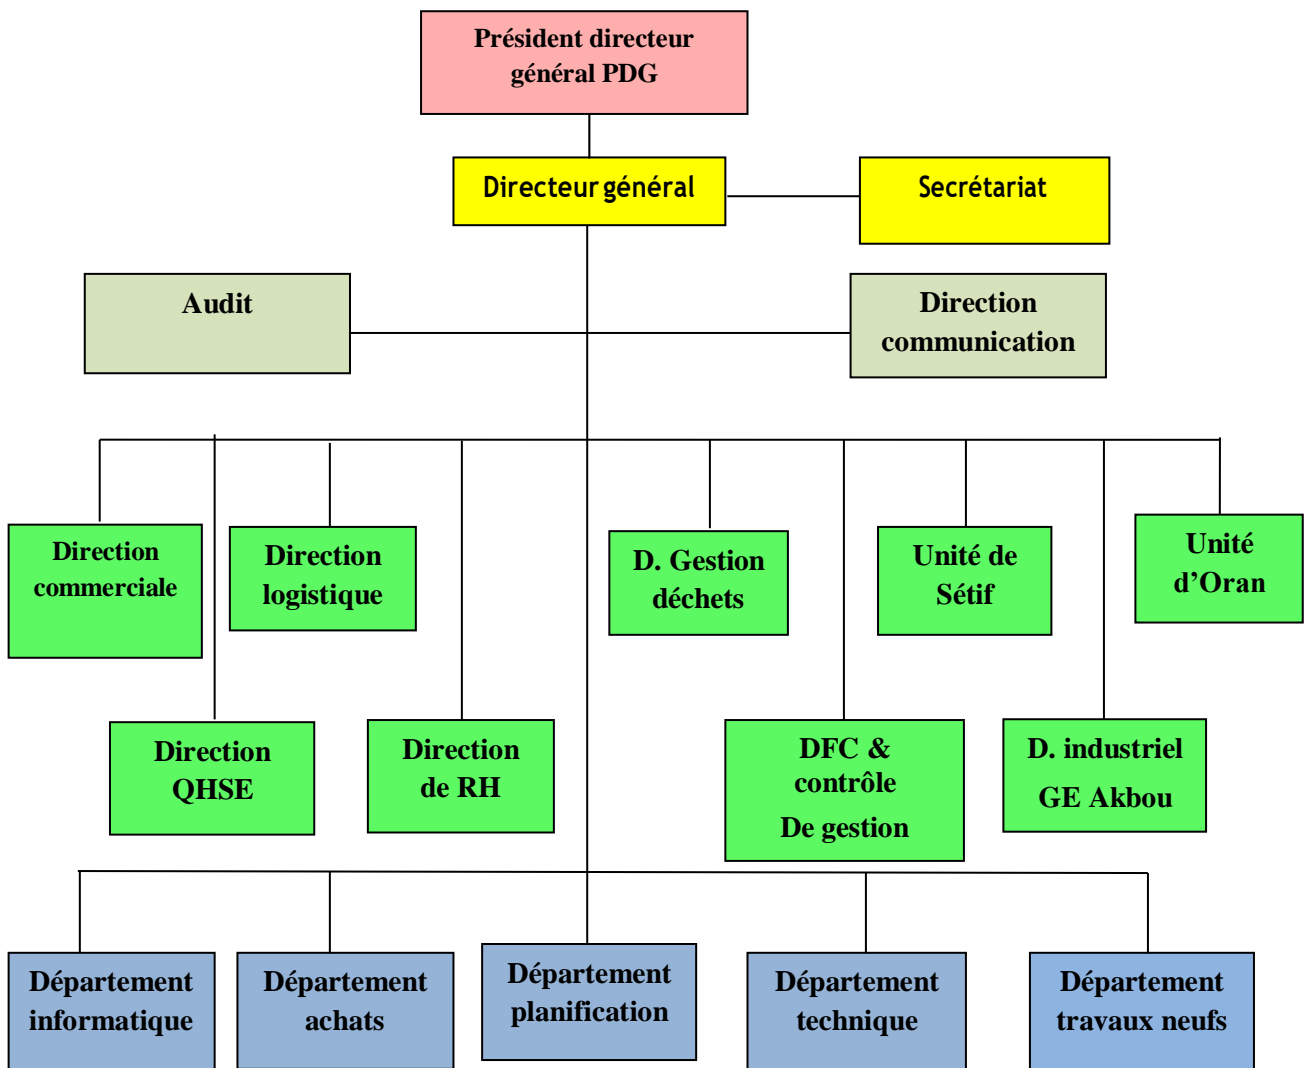 Président directeur
général PDG
Directeur général
Secrétariat
Audit
Direction
communication
Direction
commerciale
Direction
logistique
D. Gestion
déchets
Unité de
Sétif
Unité
d’Oran
Direction
QHSE
Direction
de RH
DFC &
contrôle
De gestion
D. industriel
GE Akbou
Département
informatique
Département
achats
Département
planification
Département
technique
Département
travaux neufs